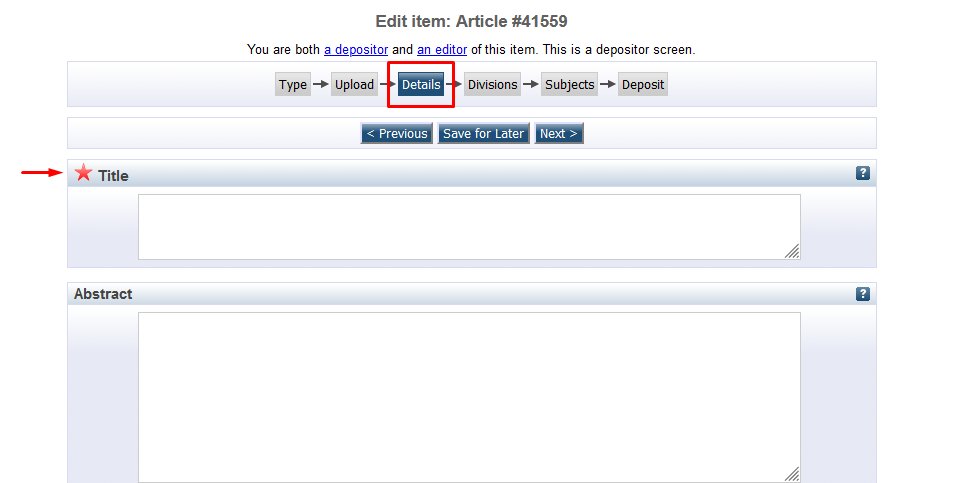 Edit item: Article #41559
You are both a depositor and an editor of this item. This is a depositor screen.
Type Upload Details Divisions Subjects Deposit
< Previous Save for Later Next >
Title ?
Abstract ?